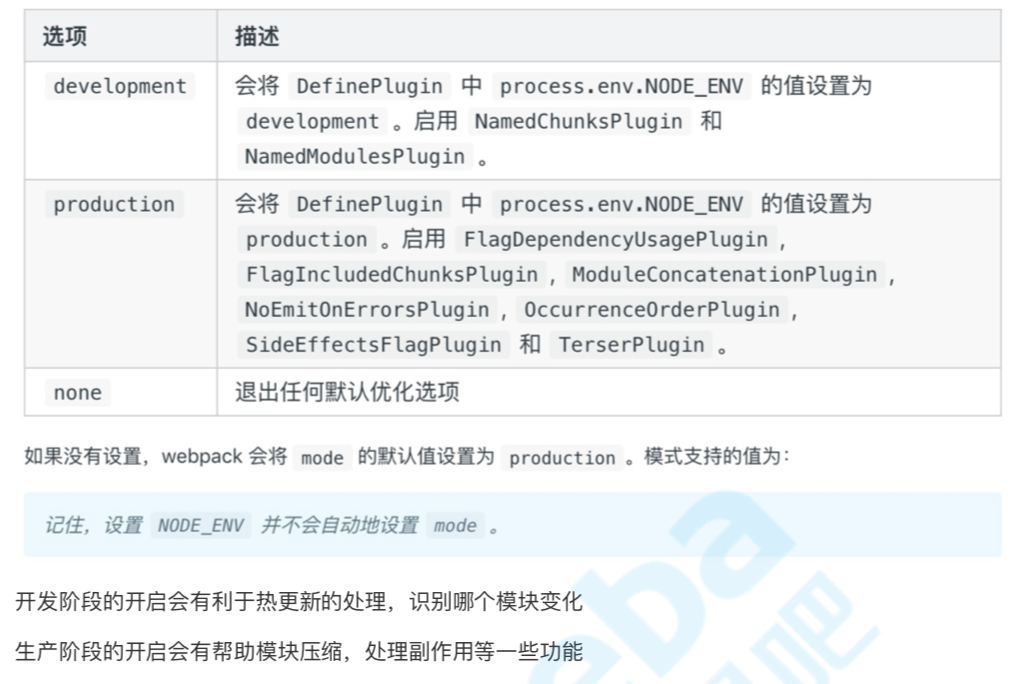 选项 描述
development 会将 DefinePlugin 中 process.env.NODE_ENV 的值设置为
development 。启用 NamedChunksPlugin 和
NamedModulesPlugin 。
production 会将 DefinePlugin 中 process.env.NODE_ENV 的值设置为
production 。启用 FlagDependencyUsagePlugin ,
FlagIncludedChunksPlugin , ModuleConcatenationPlugin ,
NoEmitOnErrorsPlugin , OccurrenceOrderPlugin ,
SideEffectsFlagPlugin 和 TerserPlugin 。
none 退出任何默认优化选项
如果没有设置，webpack 会将 mode 的默认值设置为 production 。模式支持的值为：
记住，设置 NODE_ENV 并不会自动地设置 mode 。
开发阶段的开启会有利于热更新的处理，识别哪个模块变化
生产阶段的开启会有帮助模块压缩，处理副作用等一些功能
eba
吧